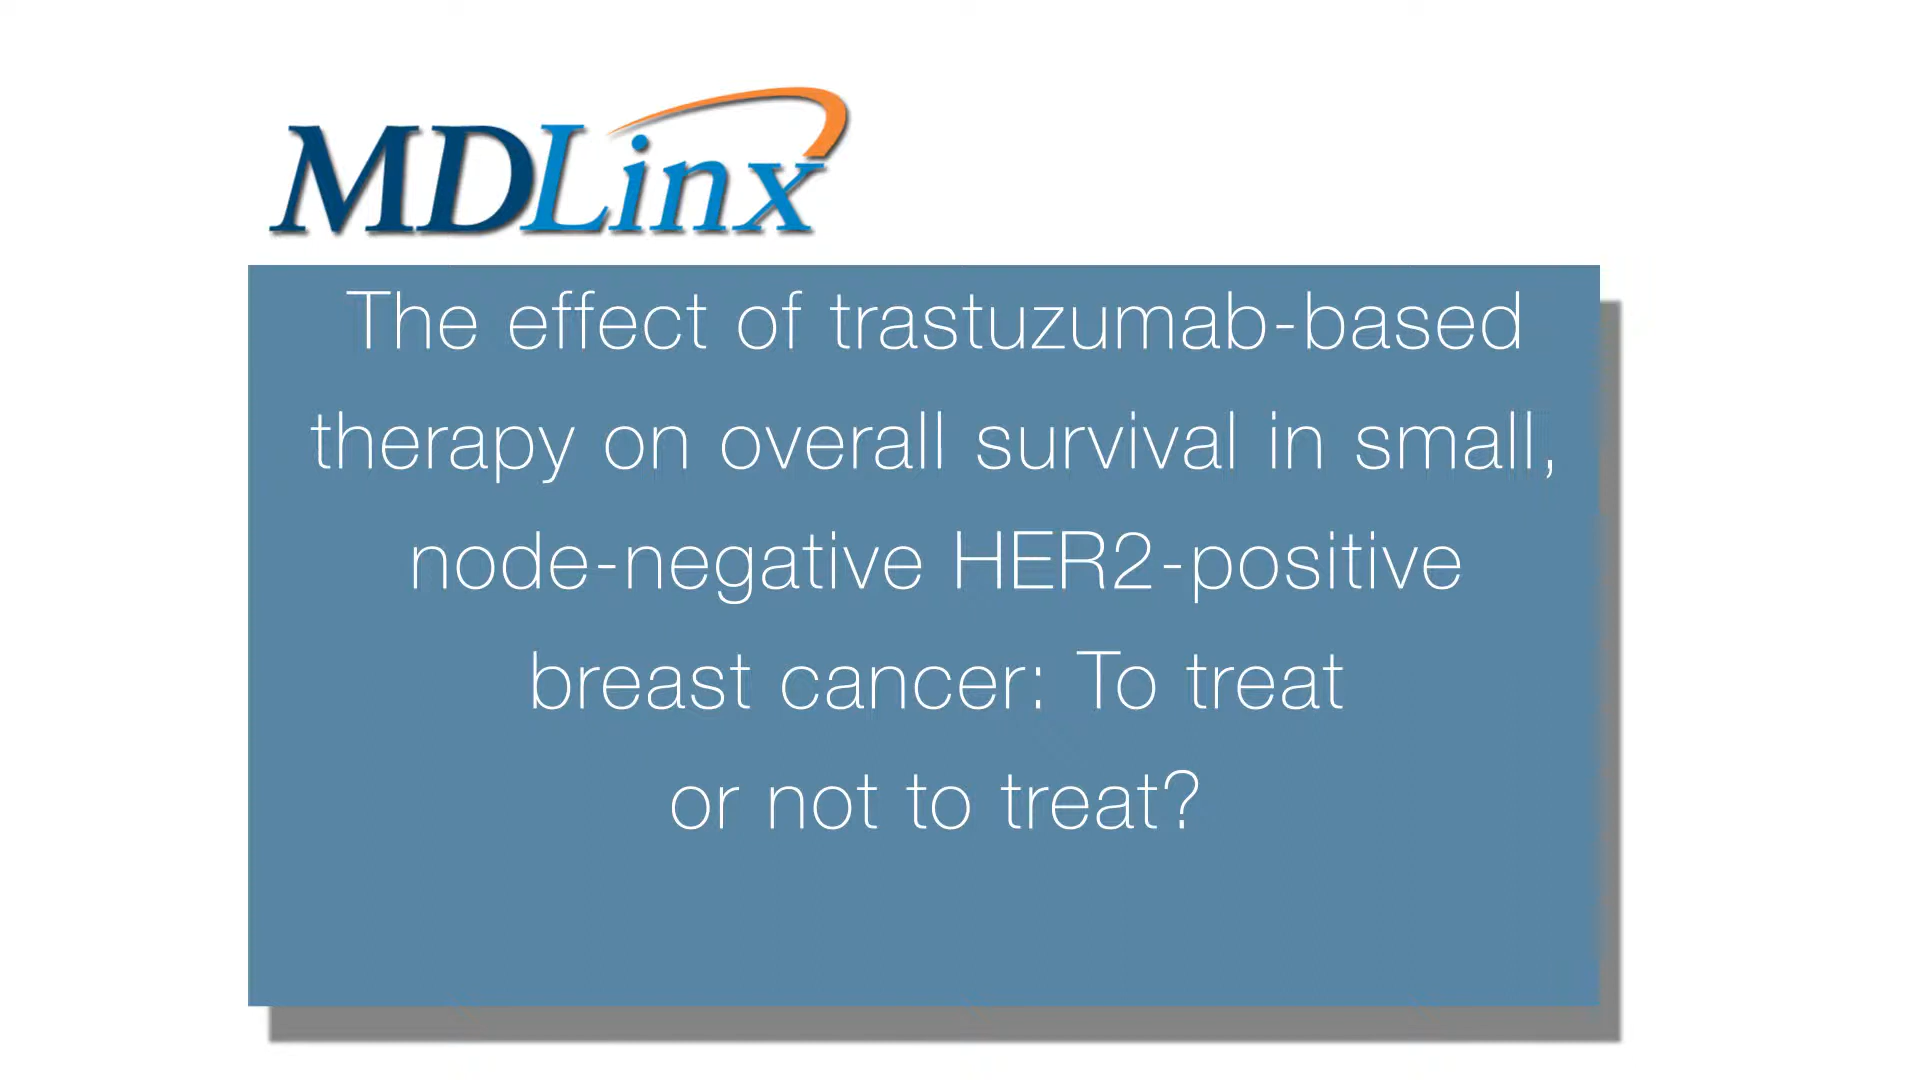 MDLinx
The effect of trastuzumab-based
therapy on overall survival in small,
node-negative HER2-positive
breast cancer: To treat
or not to treat?